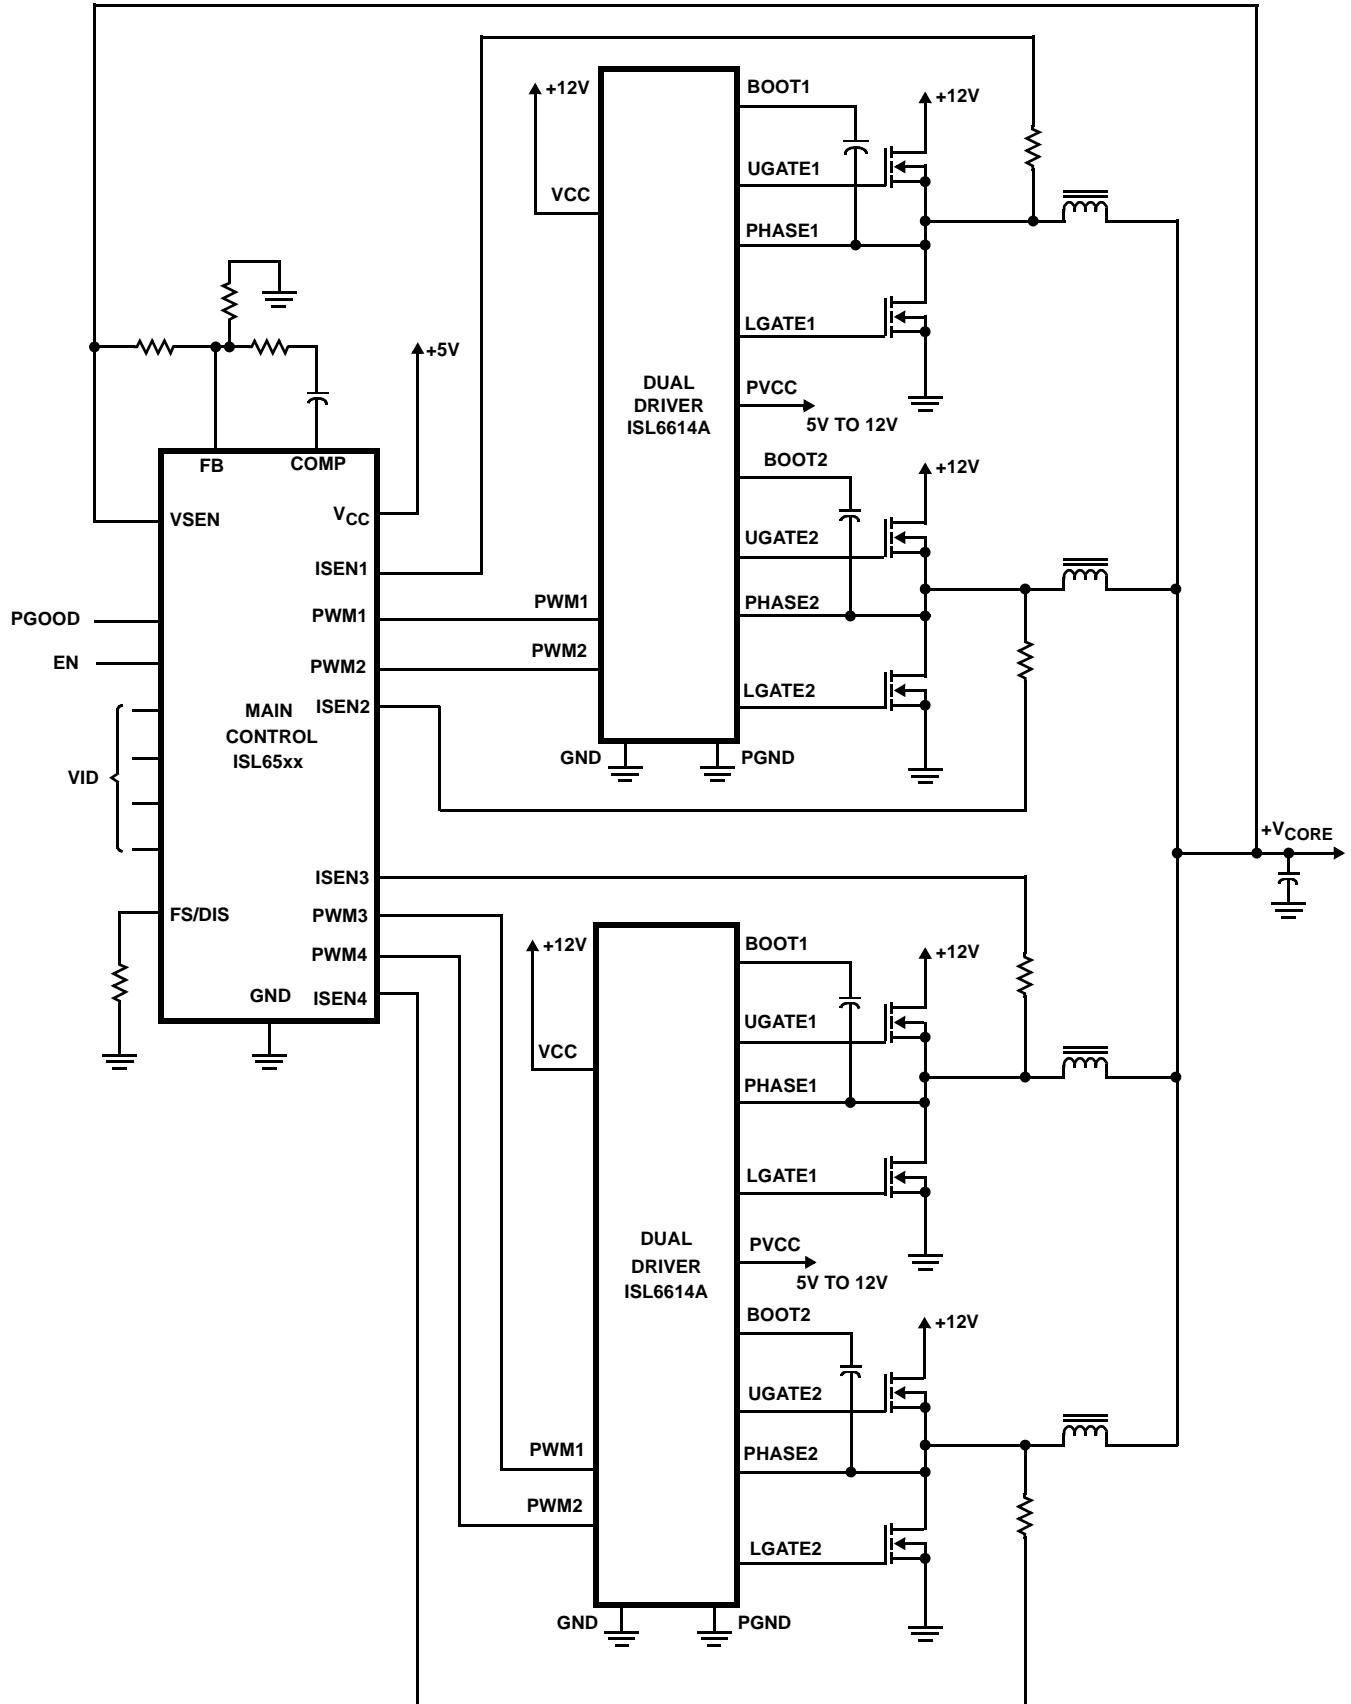 +12V
BOOT1
+12V
UGATE1
VCC
PHASE1
LGATE1
+5V
DUAL
DRIVER
ISL6614A
PVCC
5V TO 12V
BOOT2
+12V
FB
COMP
VSEN
VCC
UGATE2
ISEN1
PGOOD
PWM1
PWM1
PHASE2
EN
PWM2
PWM2
LGATE2
ISEN2
MAIN
CONTROL
ISL65xx
VID
GND
PGND
+VCORE
ISEN3
FS/DIS
PWM3
PWM4
GND
ISEN4
+12V
BOOT1
+12V
UGATE1
VCC
PHASE1
LGATE1
DUAL
DRIVER
ISL6614A
PVCC
5V TO 12V
BOOT2
+12V
UGATE2
PWM1
PHASE2
PWM2
LGATE2
GND
PGND